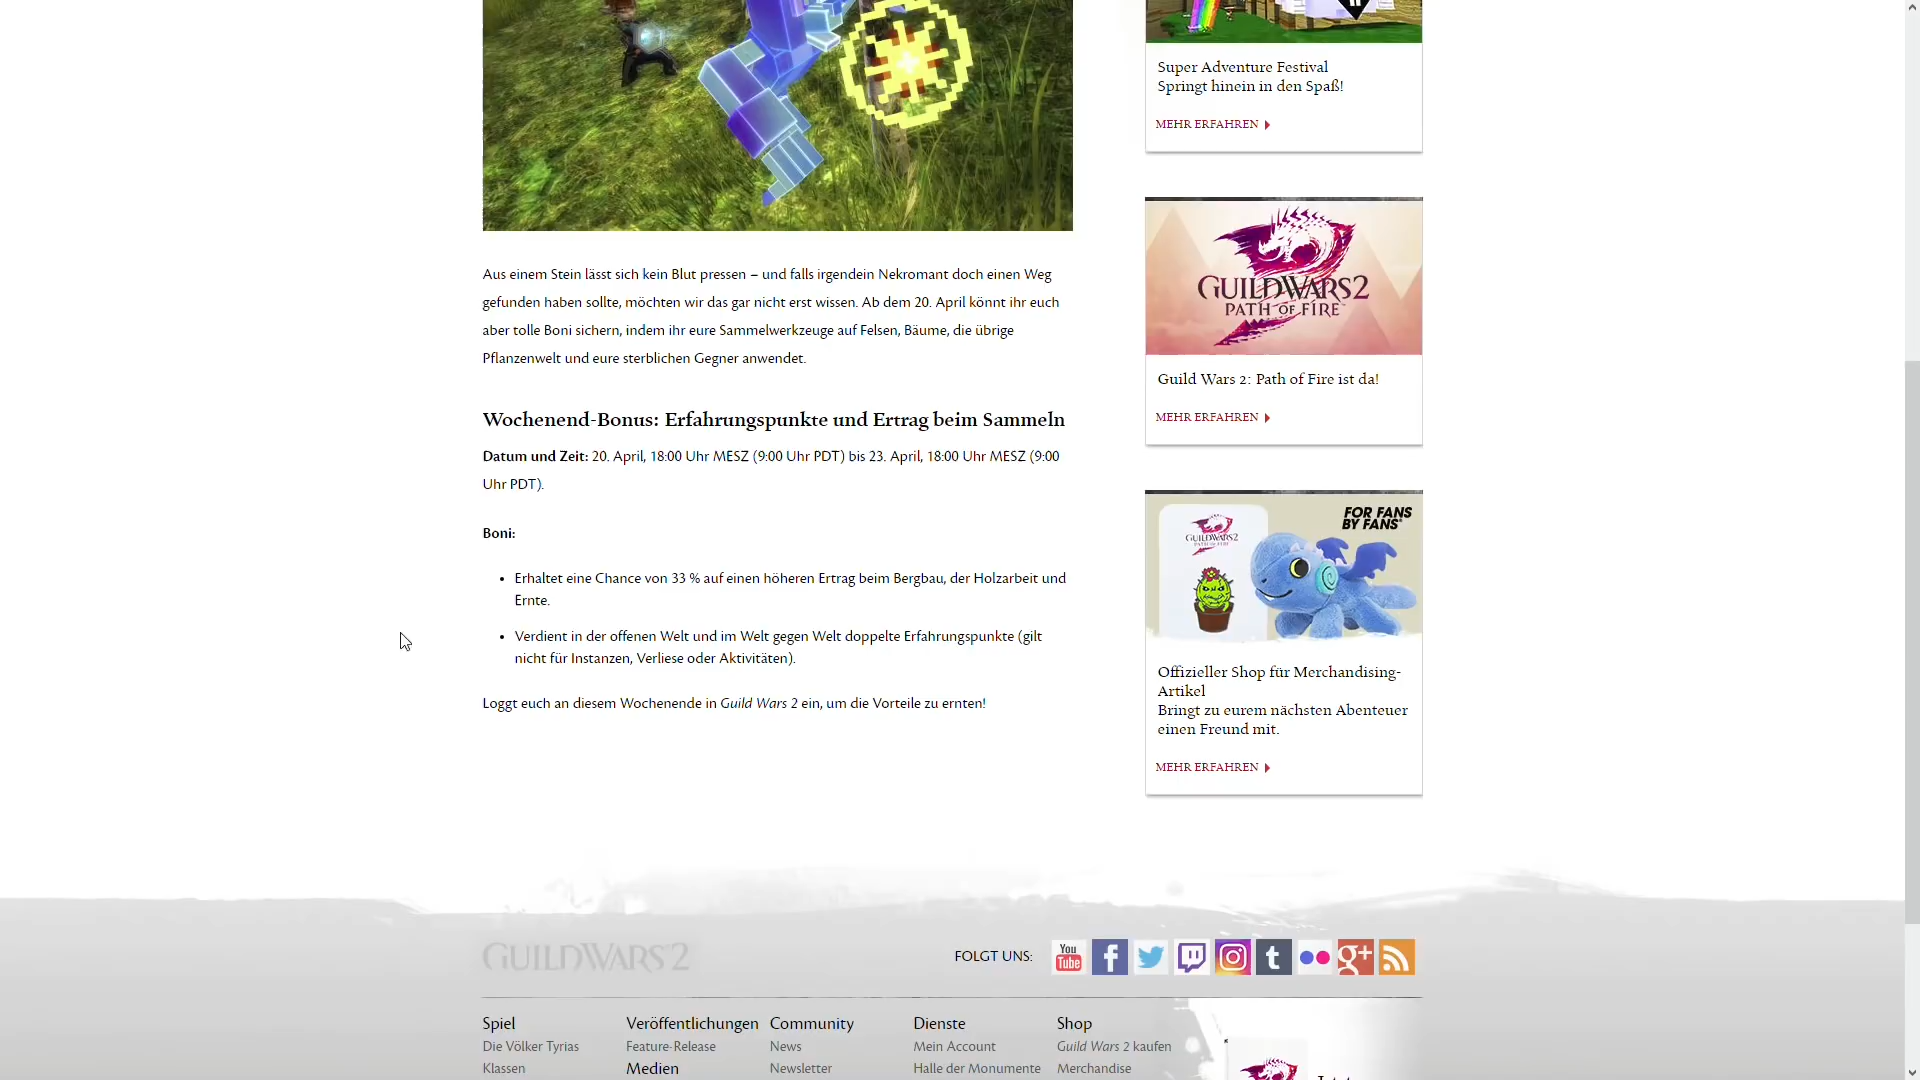 Super Adventure Festival
Springt hinein in den Spaß!
MEHR ERFAHREN
Aus einem Stein lässt sich kein Blut pressen – und falls irgendein Nekromant doch einen Weg
gefunden haben sollte, möchten wir das gar nicht erst wissen. Ab dem 20. April könnt ihr euch
aber tolle Boni sichern, indem ihr eure Sammelwerkzeuge auf Felsen, Bäume, die übrige
Pflanzenwelt und eure sterblichen Gegner anwendet.
Wochenend-Bonus: Erfahrungspunkte und Ertrag beim Sammeln
Datum und Zeit: 20. April, 18:00 Uhr MESZ (9:00 Uhr PDT) bis 23. April, 18:00 Uhr MESZ (9:00
Uhr PDT).
Boni:
• Erhaltet eine Chance von 33 % auf einen höheren Ertrag beim Bergbau, der Holzarbeit und
Ernte.
• Verdient in der offenen Welt und im Welt gegen Welt doppelte Erfahrungspunkte (gilt
nicht für Instanzen, Verliese oder Aktivitäten).
Loggt euch an diesem Wochenende in Guild Wars 2 ein, um die Vorteile zu ernten!
GUILD WARS 2
PATH OF FIRE
Guild Wars 2: Path of Fire ist da!
MEHR ERFAHREN
FOR FANS
BY FANS
GUILD WARS 2
PATH OF FIRE
Offizieller Shop für Merchandising-
Artikel
Bringt zu eurem nächsten Abenteuer
einen Freund mit.
MEHR ERFAHREN
GUILD WARS 2
FOLGT UNS:
You
Tube
f
t
g+
Spiel
Die Völker Tyrias
Klassen
Veröffentlichungen
Feature-Release
Medien
Community
News
Newsletter
Dienste
Mein Account
Halle der Monumente
Shop
Guild Wars 2 kaufen
Merchandise